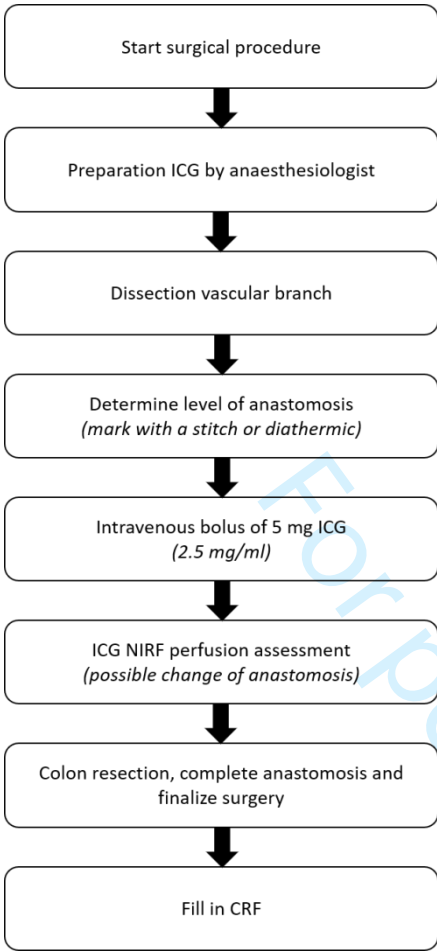 Start surgical procedure
Preparation ICG by anaesthesiologist
Dissection vascular branch
Determine level of anastomosis
(mark with a stitch or diathermic)
Intravenous bolus of 5 mg ICG
(2.5 mg/ml)
ICG NIRF perfusion assessment
(possible change of anastomosis)
Colon resection, complete anastomosis and
finalize surgery
Fill in CRF
For